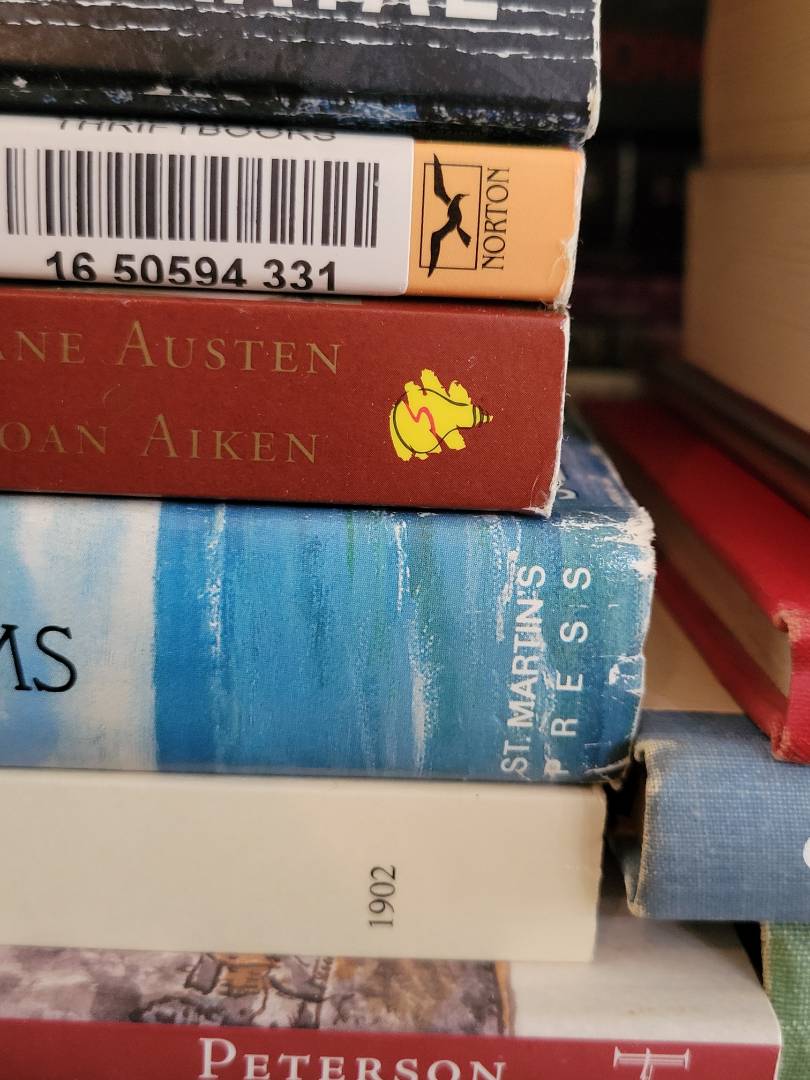 THRIFTBOOKS
16 50594 331
NORTON
ANE AUSTEN
OAN AIKEN
MS
ST. MARTIN'S
PRESS
1902
PETERSON